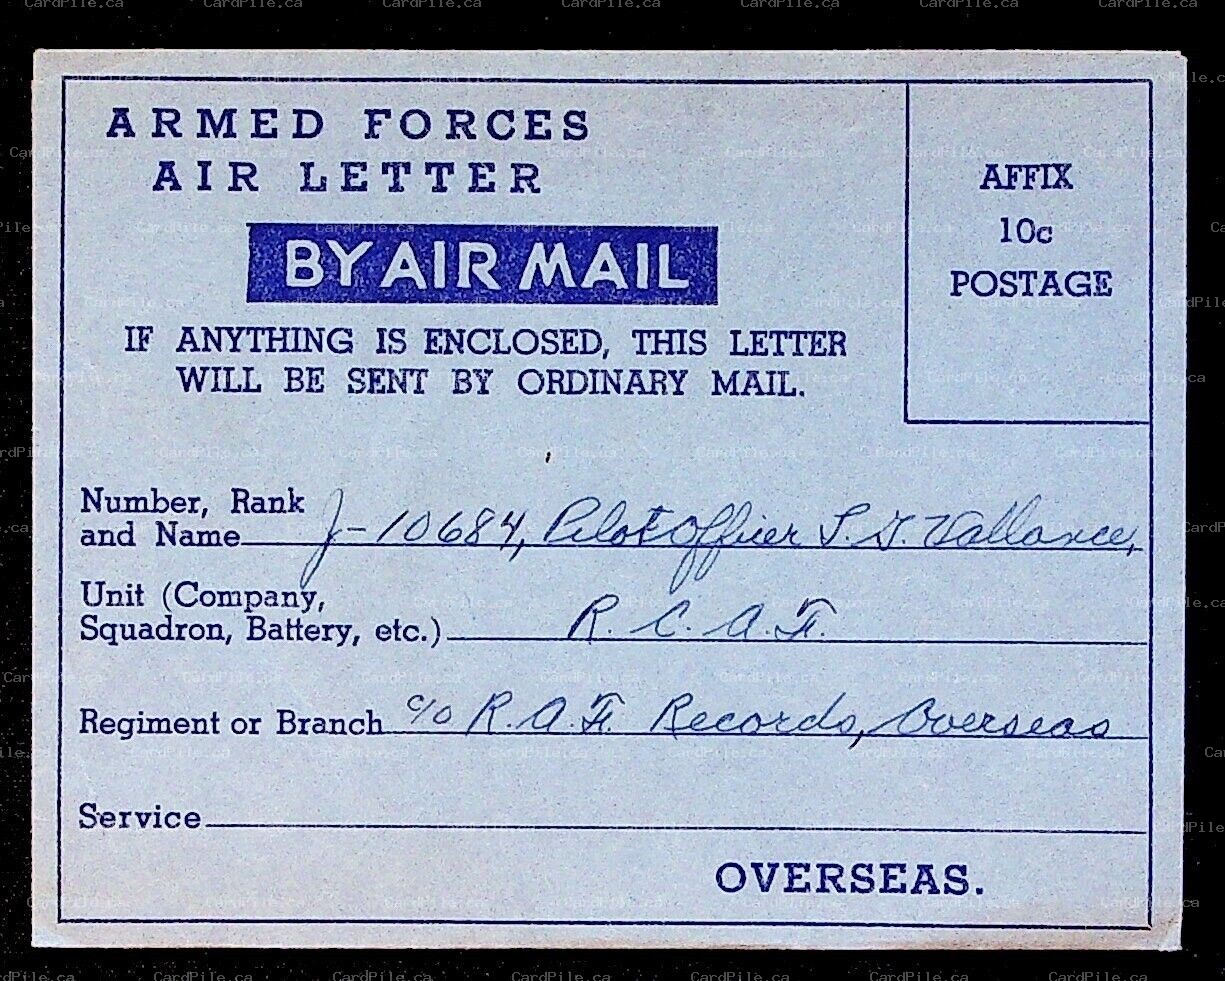 ARMED FORCES
AIR LETTER
BY AIR MAIL
IF ANYTHING IS ENCLOSED, THIS LETTER
WILL BE SENT BY ORDINARY MAIL.
AFFIX
10c
POSTAGE
Number, Rank
and Name J-10684, Pilot Officer S. G. Vallance,
Unit (Company,
Squadron, Battery, etc.) R. C. A. F.
Regiment or Branch c/o R. A. F. Records, Overseas
Service
OVERSEAS.
CardPile.ca